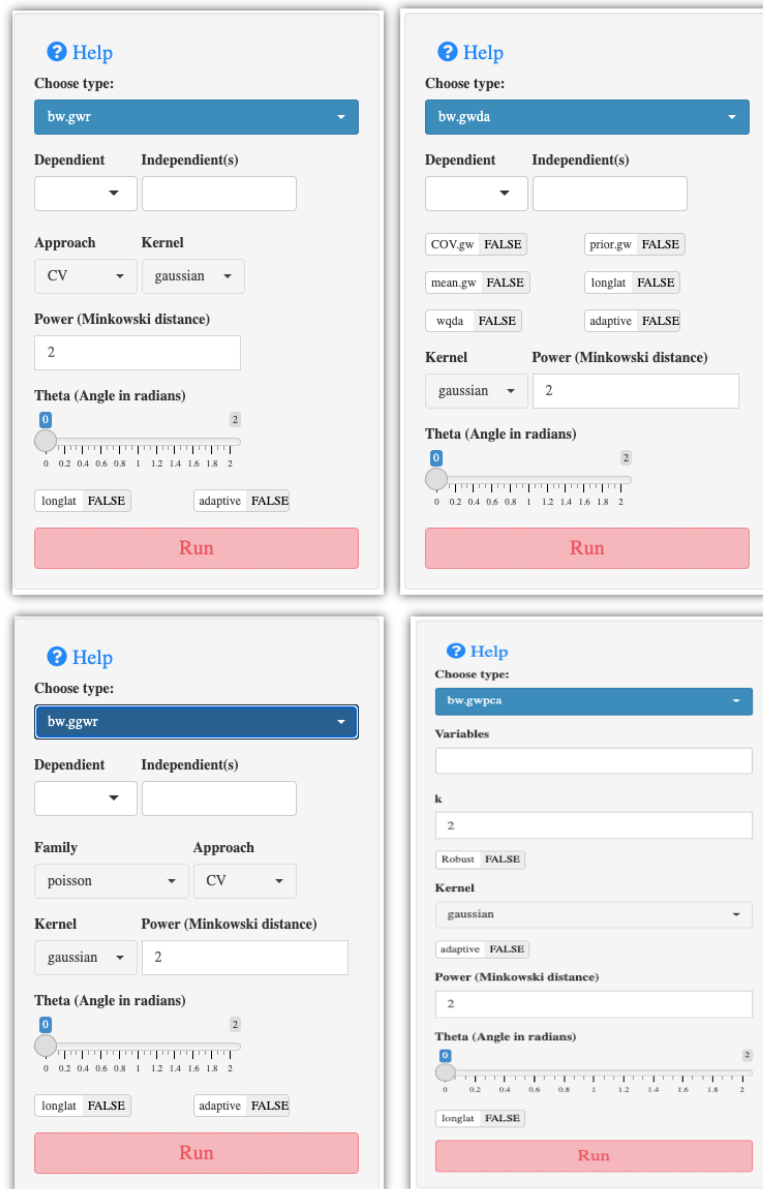 Help
Choose type:
bw.gwr
Dependient Independient(s)
Approach Kernel
CV gaussian
Power (Minkowski distance)
2
Theta (Angle in radians)
0 2
0 0.2 0.4 0.6 0.8 1 1.2 1.4 1.6 1.8 2
longlat FALSE adaptive FALSE
Run
Help
Choose type:
bw.gwda
Dependient Independient(s)
COV.gw FALSE prior.gw FALSE
mean.gw FALSE longlat FALSE
wqda FALSE adaptive FALSE
Kernel Power (Minkowski distance)
gaussian 2
Theta (Angle in radians)
0 2
0 0.2 0.4 0.6 0.8 1 1.2 1.4 1.6 1.8 2
Run
Help
Choose type:
bw.ggwr
Dependient Independient(s)
Family Approach
poisson CV
Kernel Power (Minkowski distance)
gaussian 2
Theta (Angle in radians)
0 2
0 0.2 0.4 0.6 0.8 1 1.2 1.4 1.6 1.8 2
longlat FALSE adaptive FALSE
Run
Help
Choose type:
bw.gwpca
Variables
k
2
Robust FALSE
Kernel
gaussian
adaptive FALSE
Power (Minkowski distance)
2
Theta (Angle in radians)
0 2
0 0.2 0.4 0.6 0.8 1 1.2 1.4 1.6 1.8 2
longlat FALSE
Run